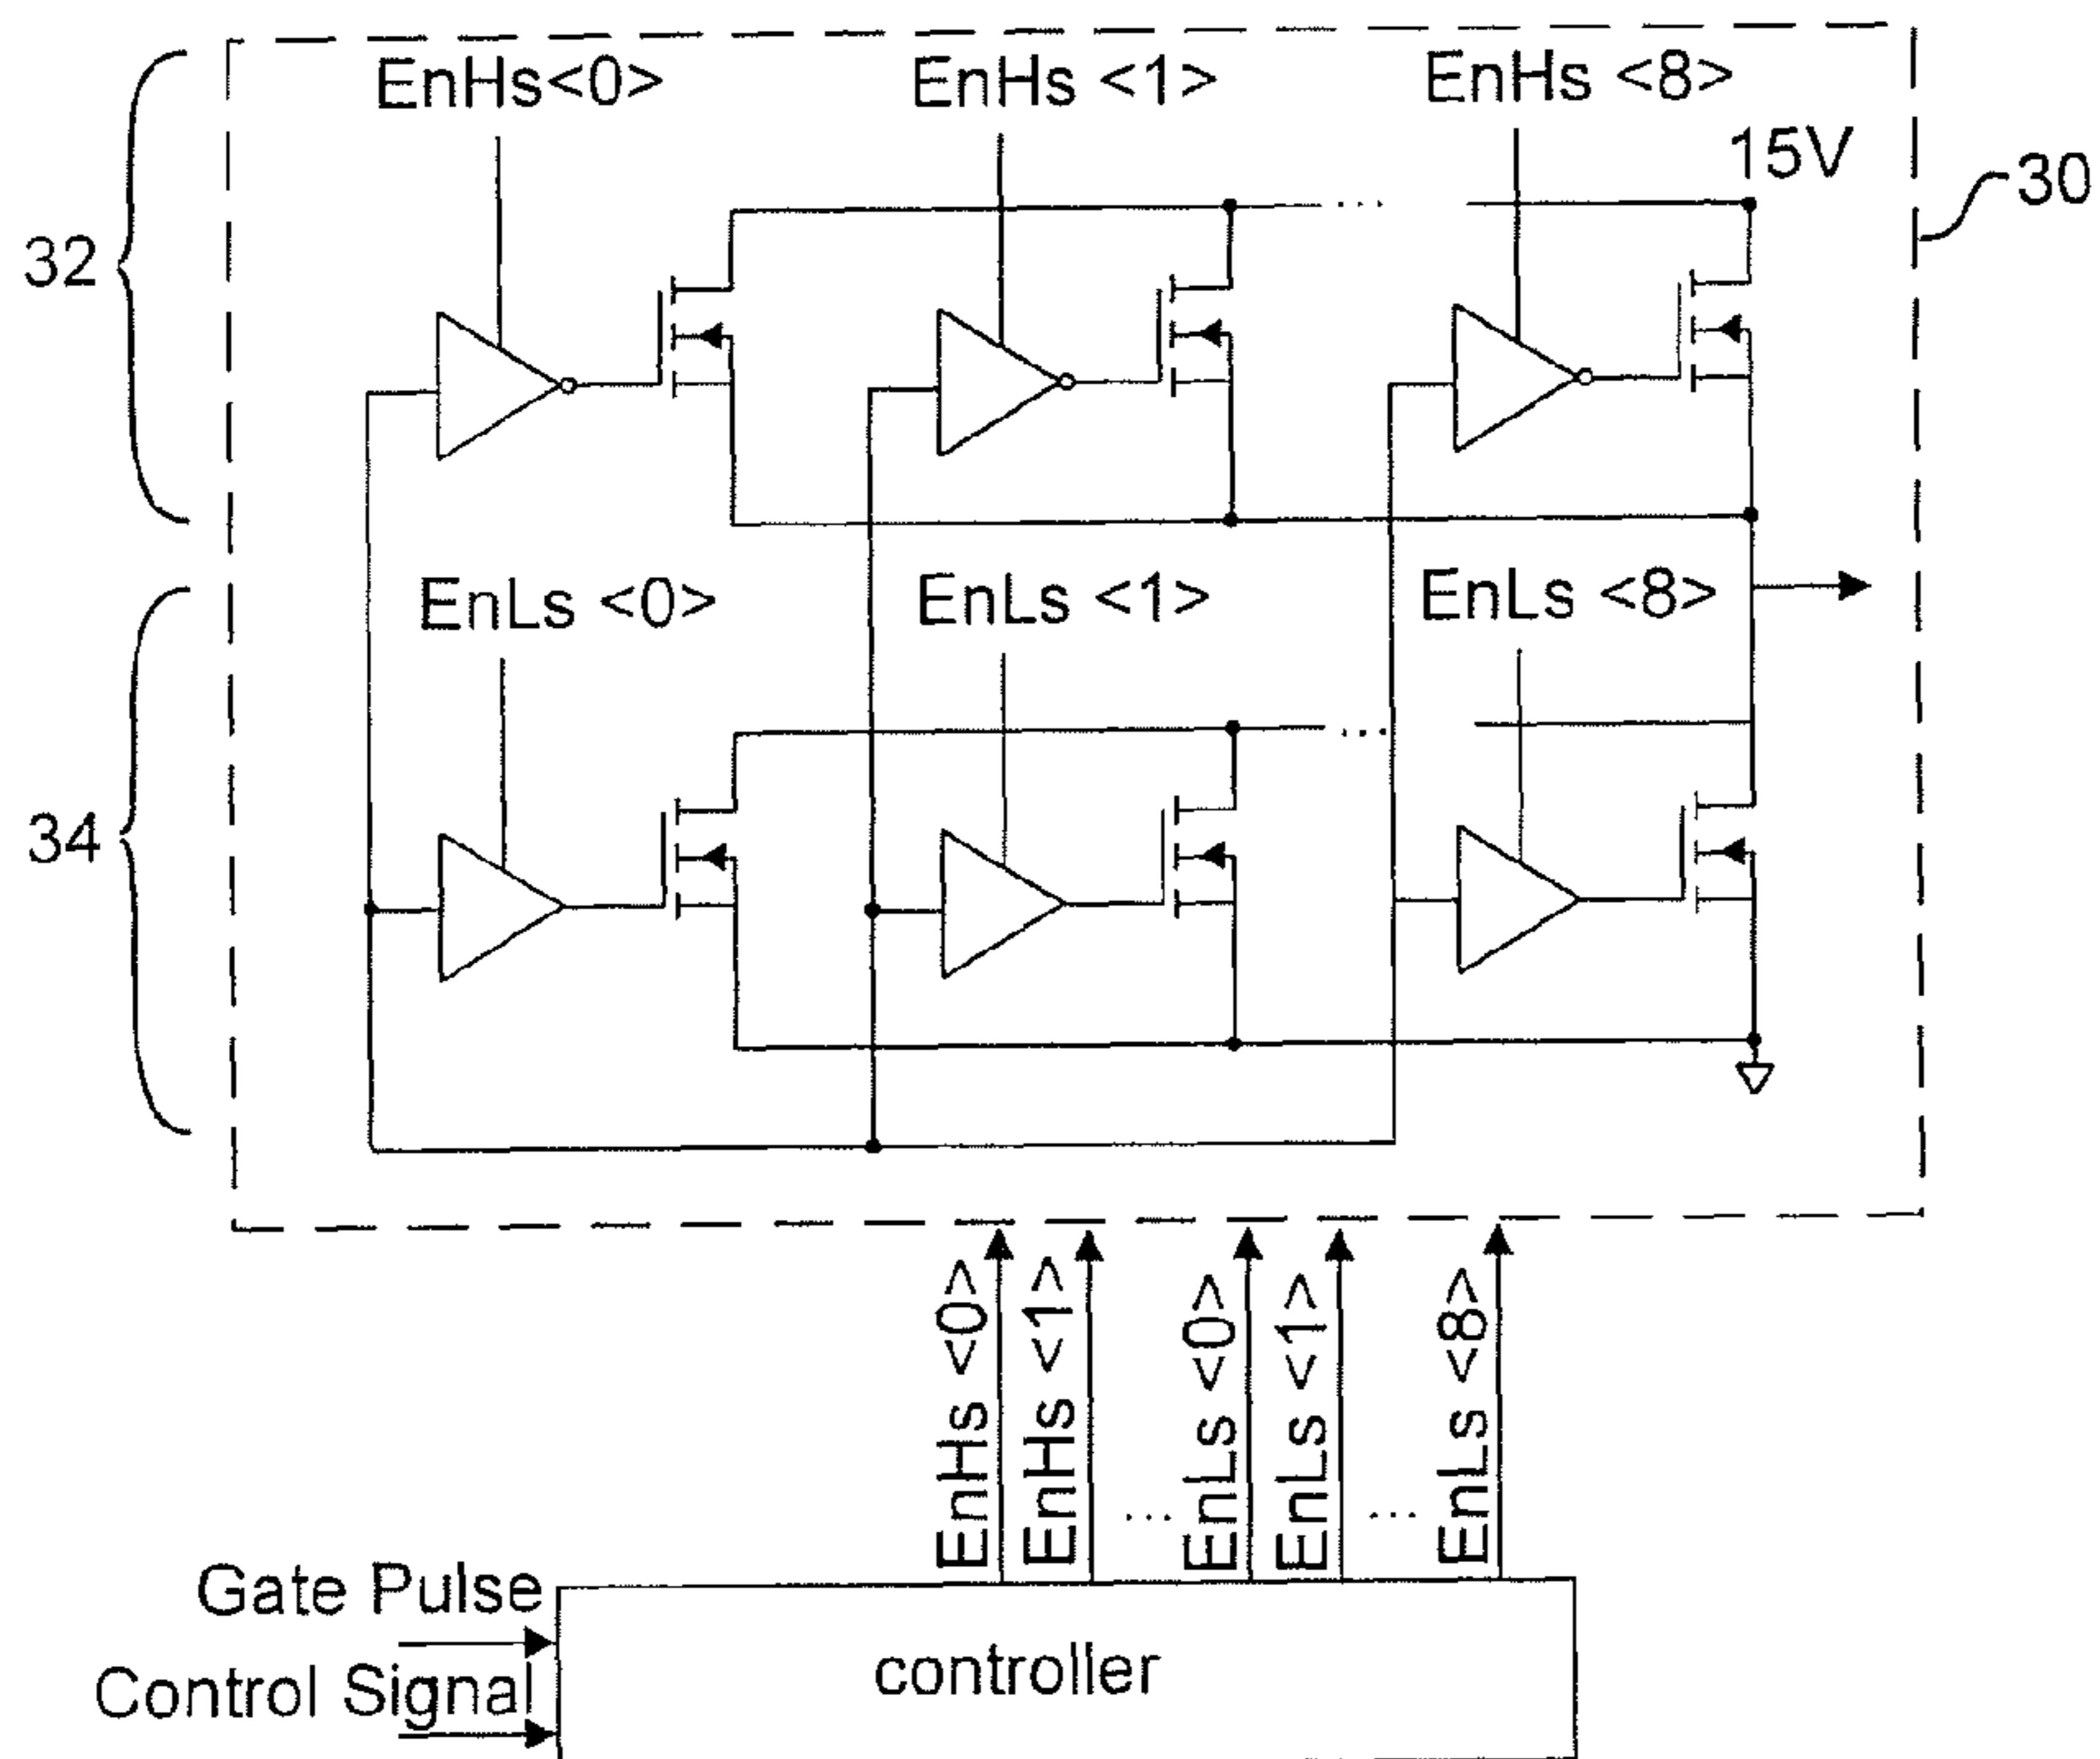 EnHs<0> EnHs <1> EnHs <8>
15V
30
32
EnLs <0> EnLs <1> EnLs <8>
34
EnHs <0>
EnHs <1>
...
EnLs <0>
EnLs <1>
...
EnLs <8>
Gate Pulse
Control Signal
controller